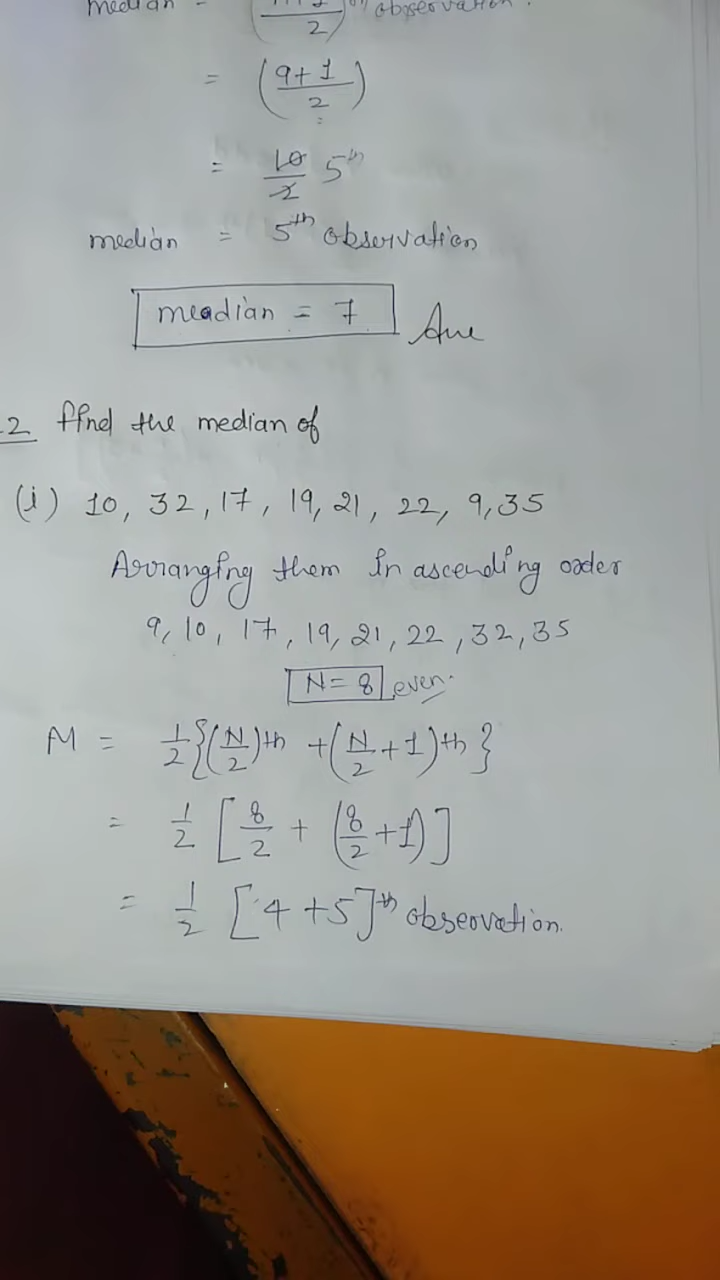 median = ( / 2) observation.
= (9+1 / 2)
= 10/2 5th
median = 5th observation
meadian = 7 Ans
2 find the median of
(i) 10, 32, 17, 19, 21, 22, 9, 35
Arranging them in ascending order
9, 10, 17, 19, 21, 22, 32, 35
N = 8 even.
M = 1/2 {(N/2)th + (N/2 + 1)th}
= 1/2 [8/2 + (8/2 + 1)]
= 1/2 [4 + 5]th observation.